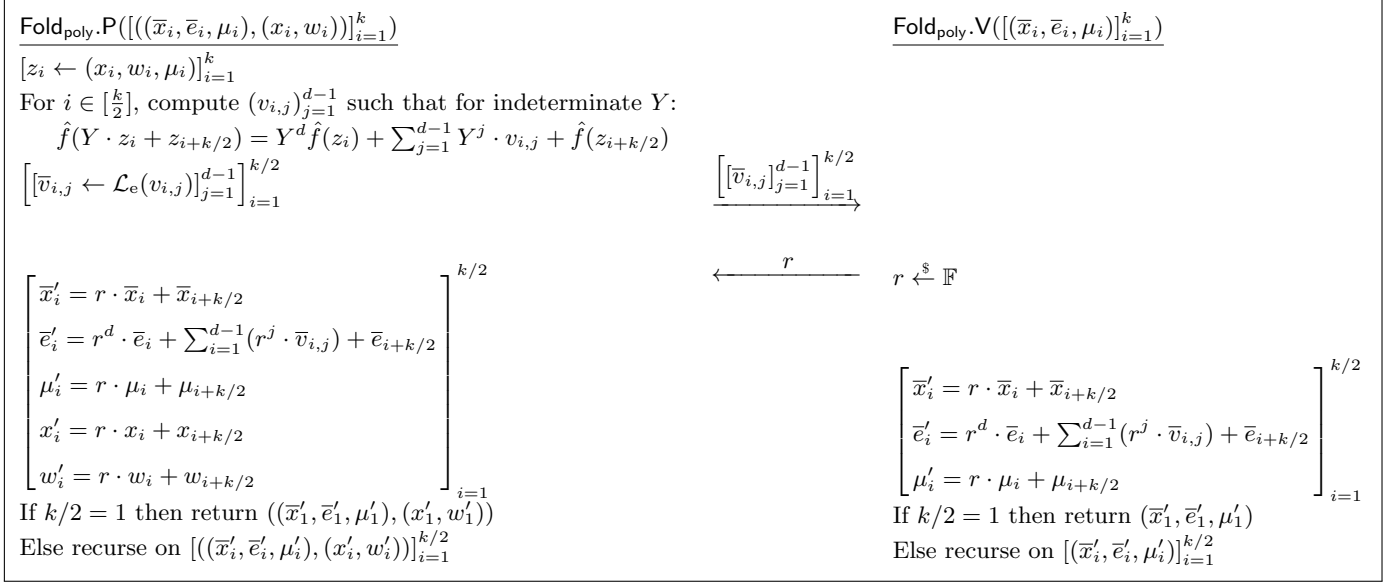 Fold_poly.P([((x̅_i, e̅_i, μ_i), (x_i, w_i))]_{i=1}^k)
[z_i ← (x_i, w_i, μ_i)]_{i=1}^k
For i ∈ [k/2], compute (v_{i,j})_{j=1}^{d−1} such that for indeterminate Y:
f̂(Y · z_i + z_{i+k/2}) = Y^d f̂(z_i) + ∑_{j=1}^{d−1} Y^j · v_{i,j} + f̂(z_{i+k/2})
[[v̅_{i,j} ← ℒ_e(v_{i,j})]_{j=1}^{d−1}]_{i=1}^{k/2}
[x̅′_i = r · x̅_i + x̅_{i+k/2}
e̅′_i = r^d · e̅_i + ∑_{i=1}^{d−1}(r^j · v̅_{i,j}) + e̅_{i+k/2}
μ′_i = r · μ_i + μ_{i+k/2}
x′_i = r · x_i + x_{i+k/2}
w′_i = r · w_i + w_{i+k/2}]_{i=1}^{k/2}
If k/2 = 1 then return ((x̅′_1, e̅′_1, μ′_1), (x′_1, w′_1))
Else recurse on [((x̅′_i, e̅′_i, μ′_i), (x′_i, w′_i))]_{i=1}^{k/2}
[[v̅_{i,j}]_{j=1}^{d−1}]_{i=1}^{k/2}
r
Fold_poly.V([(x̅_i, e̅_i, μ_i)]_{i=1}^k)
r ←$ 𝔽
[x̅′_i = r · x̅_i + x̅_{i+k/2}
e̅′_i = r^d · e̅_i + ∑_{i=1}^{d−1}(r^j · v̅_{i,j}) + e̅_{i+k/2}
μ′_i = r · μ_i + μ_{i+k/2}]_{i=1}^{k/2}
If k/2 = 1 then return (x̅′_1, e̅′_1, μ′_1)
Else recurse on [(x̅′_i, e̅′_i, μ′_i)]_{i=1}^{k/2}